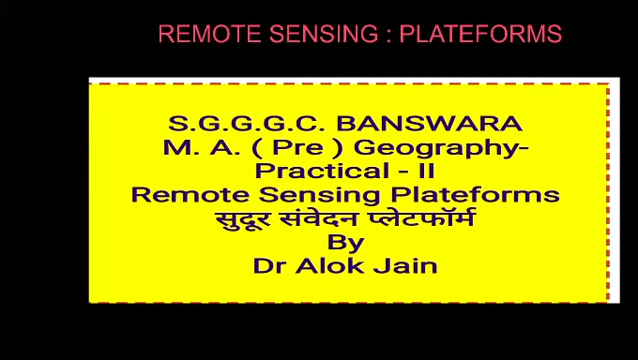 REMOTE SENSING : PLATEFORMS
S.G.G.G.C. BANSWARA
M. A. ( Pre ) Geography-
Practical - II
Remote Sensing Plateforms
सुदूर संवेदन प्लेटफॉर्म
By
Dr Alok Jain